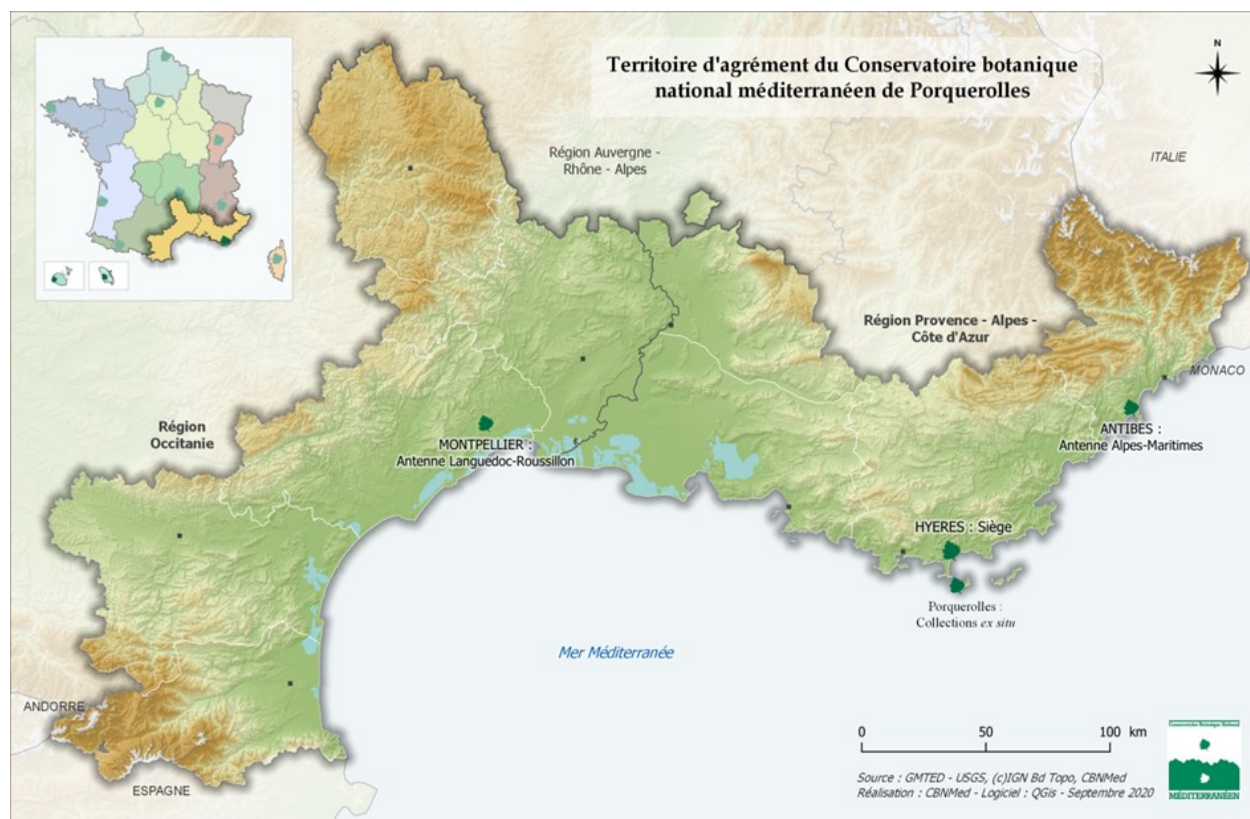 Territoire d'agrément du Conservatoire botanique
national méditerranéen de Porquerolles
N
Région Auvergne -
Rhône - Alpes
ITALIE
Région Provence - Alpes -
Côte d'Azur
MONACO
Région
Occitanie
MONTPELLIER :
Antenne Languedoc-Roussillon
ANTIBES :
Antenne Alpes-Maritimes
HYERES : Siège
Porquerolles :
Collections ex situ
Mer Méditerranée
ANDORRE
ESPAGNE
0 50 100 km
Source : GMTED - USGS, (c)IGN Bd Topo, CBNMed
Réalisation : CBNMed - Logiciel : QGis - Septembre 2020
Conservatoire Botanique National
MÉDITERRANÉEN